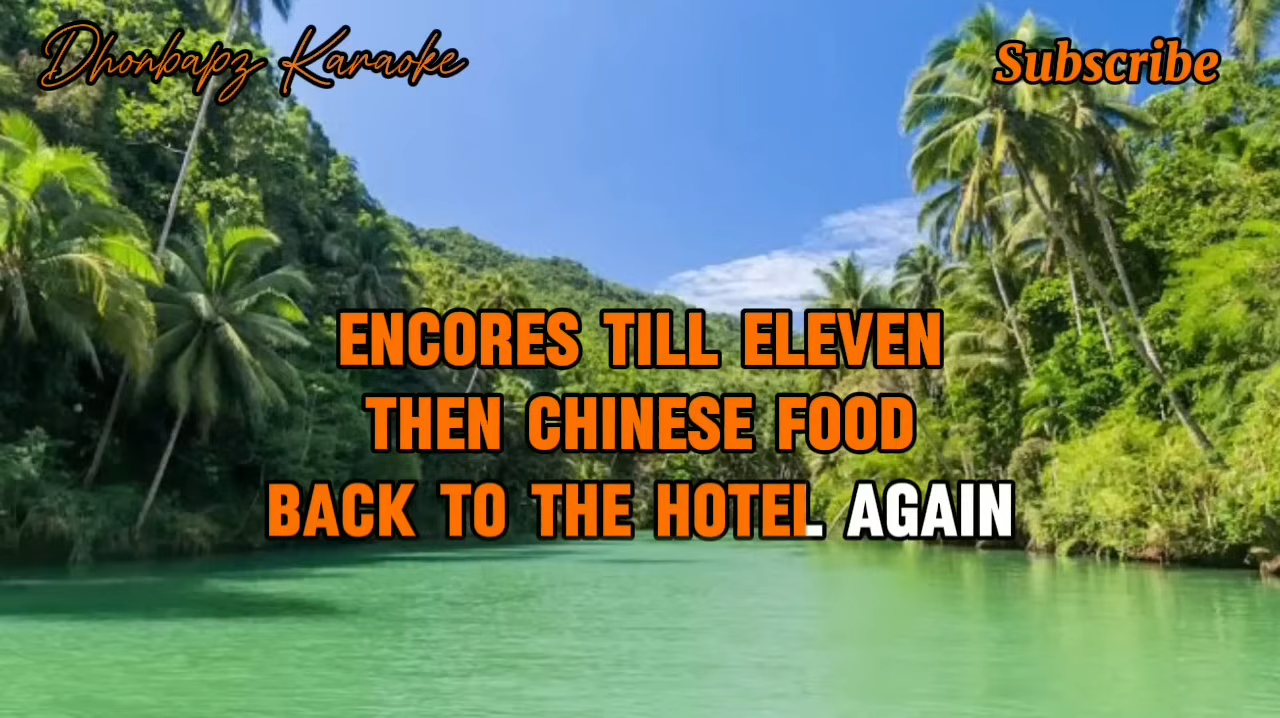 Dhonbapz Karaoke
Subscribe
ENCORES TILL ELEVEN
THEN CHINESE FOOD
BACK TO THE HOTEL AGAIN